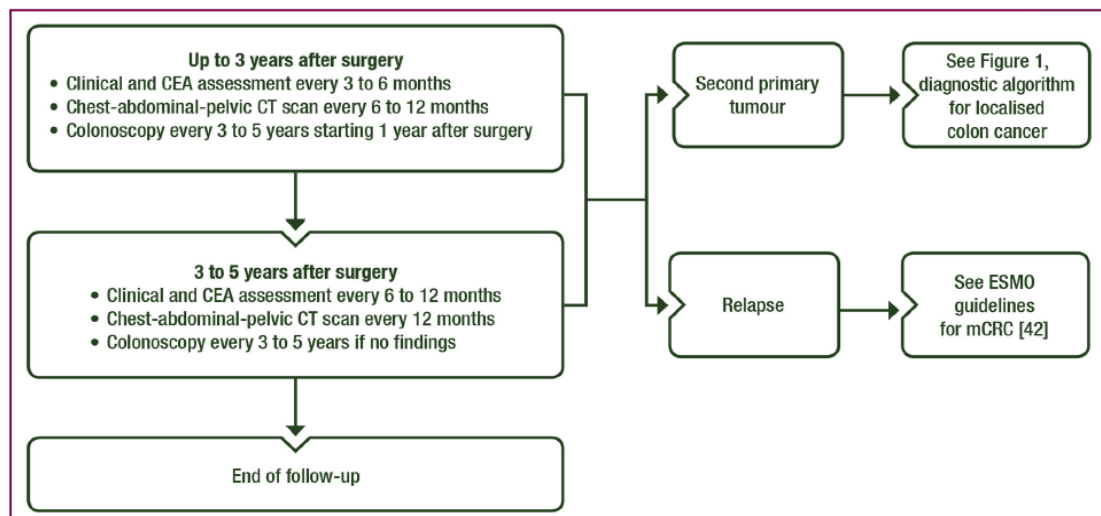 Up to 3 years after surgery
• Clinical and CEA assessment every 3 to 6 months
• Chest-abdominal-pelvic CT scan every 6 to 12 months
• Colonoscopy every 3 to 5 years starting 1 year after surgery
3 to 5 years after surgery
• Clinical and CEA assessment every 6 to 12 months
• Chest-abdominal-pelvic CT scan every 12 months
• Colonoscopy every 3 to 5 years if no findings
End of follow-up
Second primary
tumour
See Figure 1,
diagnostic algorithm
for localised
colon cancer
Relapse
See ESMO
guidelines
for mCRC [42]